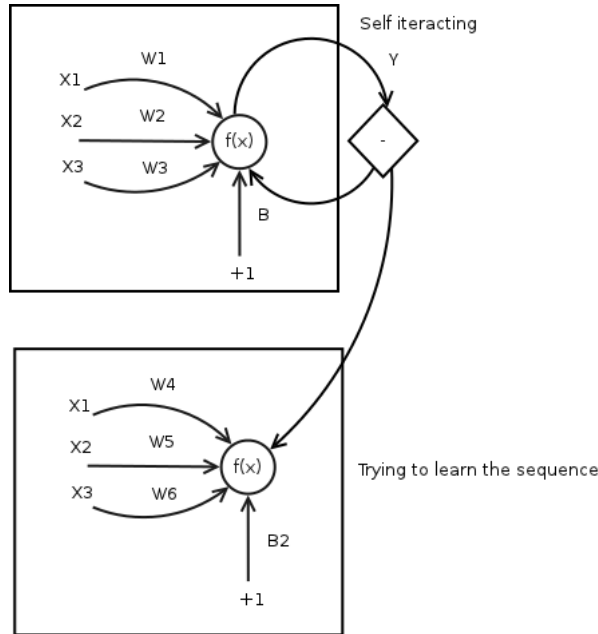 Self iteracting
W1
Y
X1
X2
W2
f(x)
-
X3
W3
B
+1
W4
X1
X2
W5
f(x)
Trying to learn the sequence
X3
W6
B2
+1